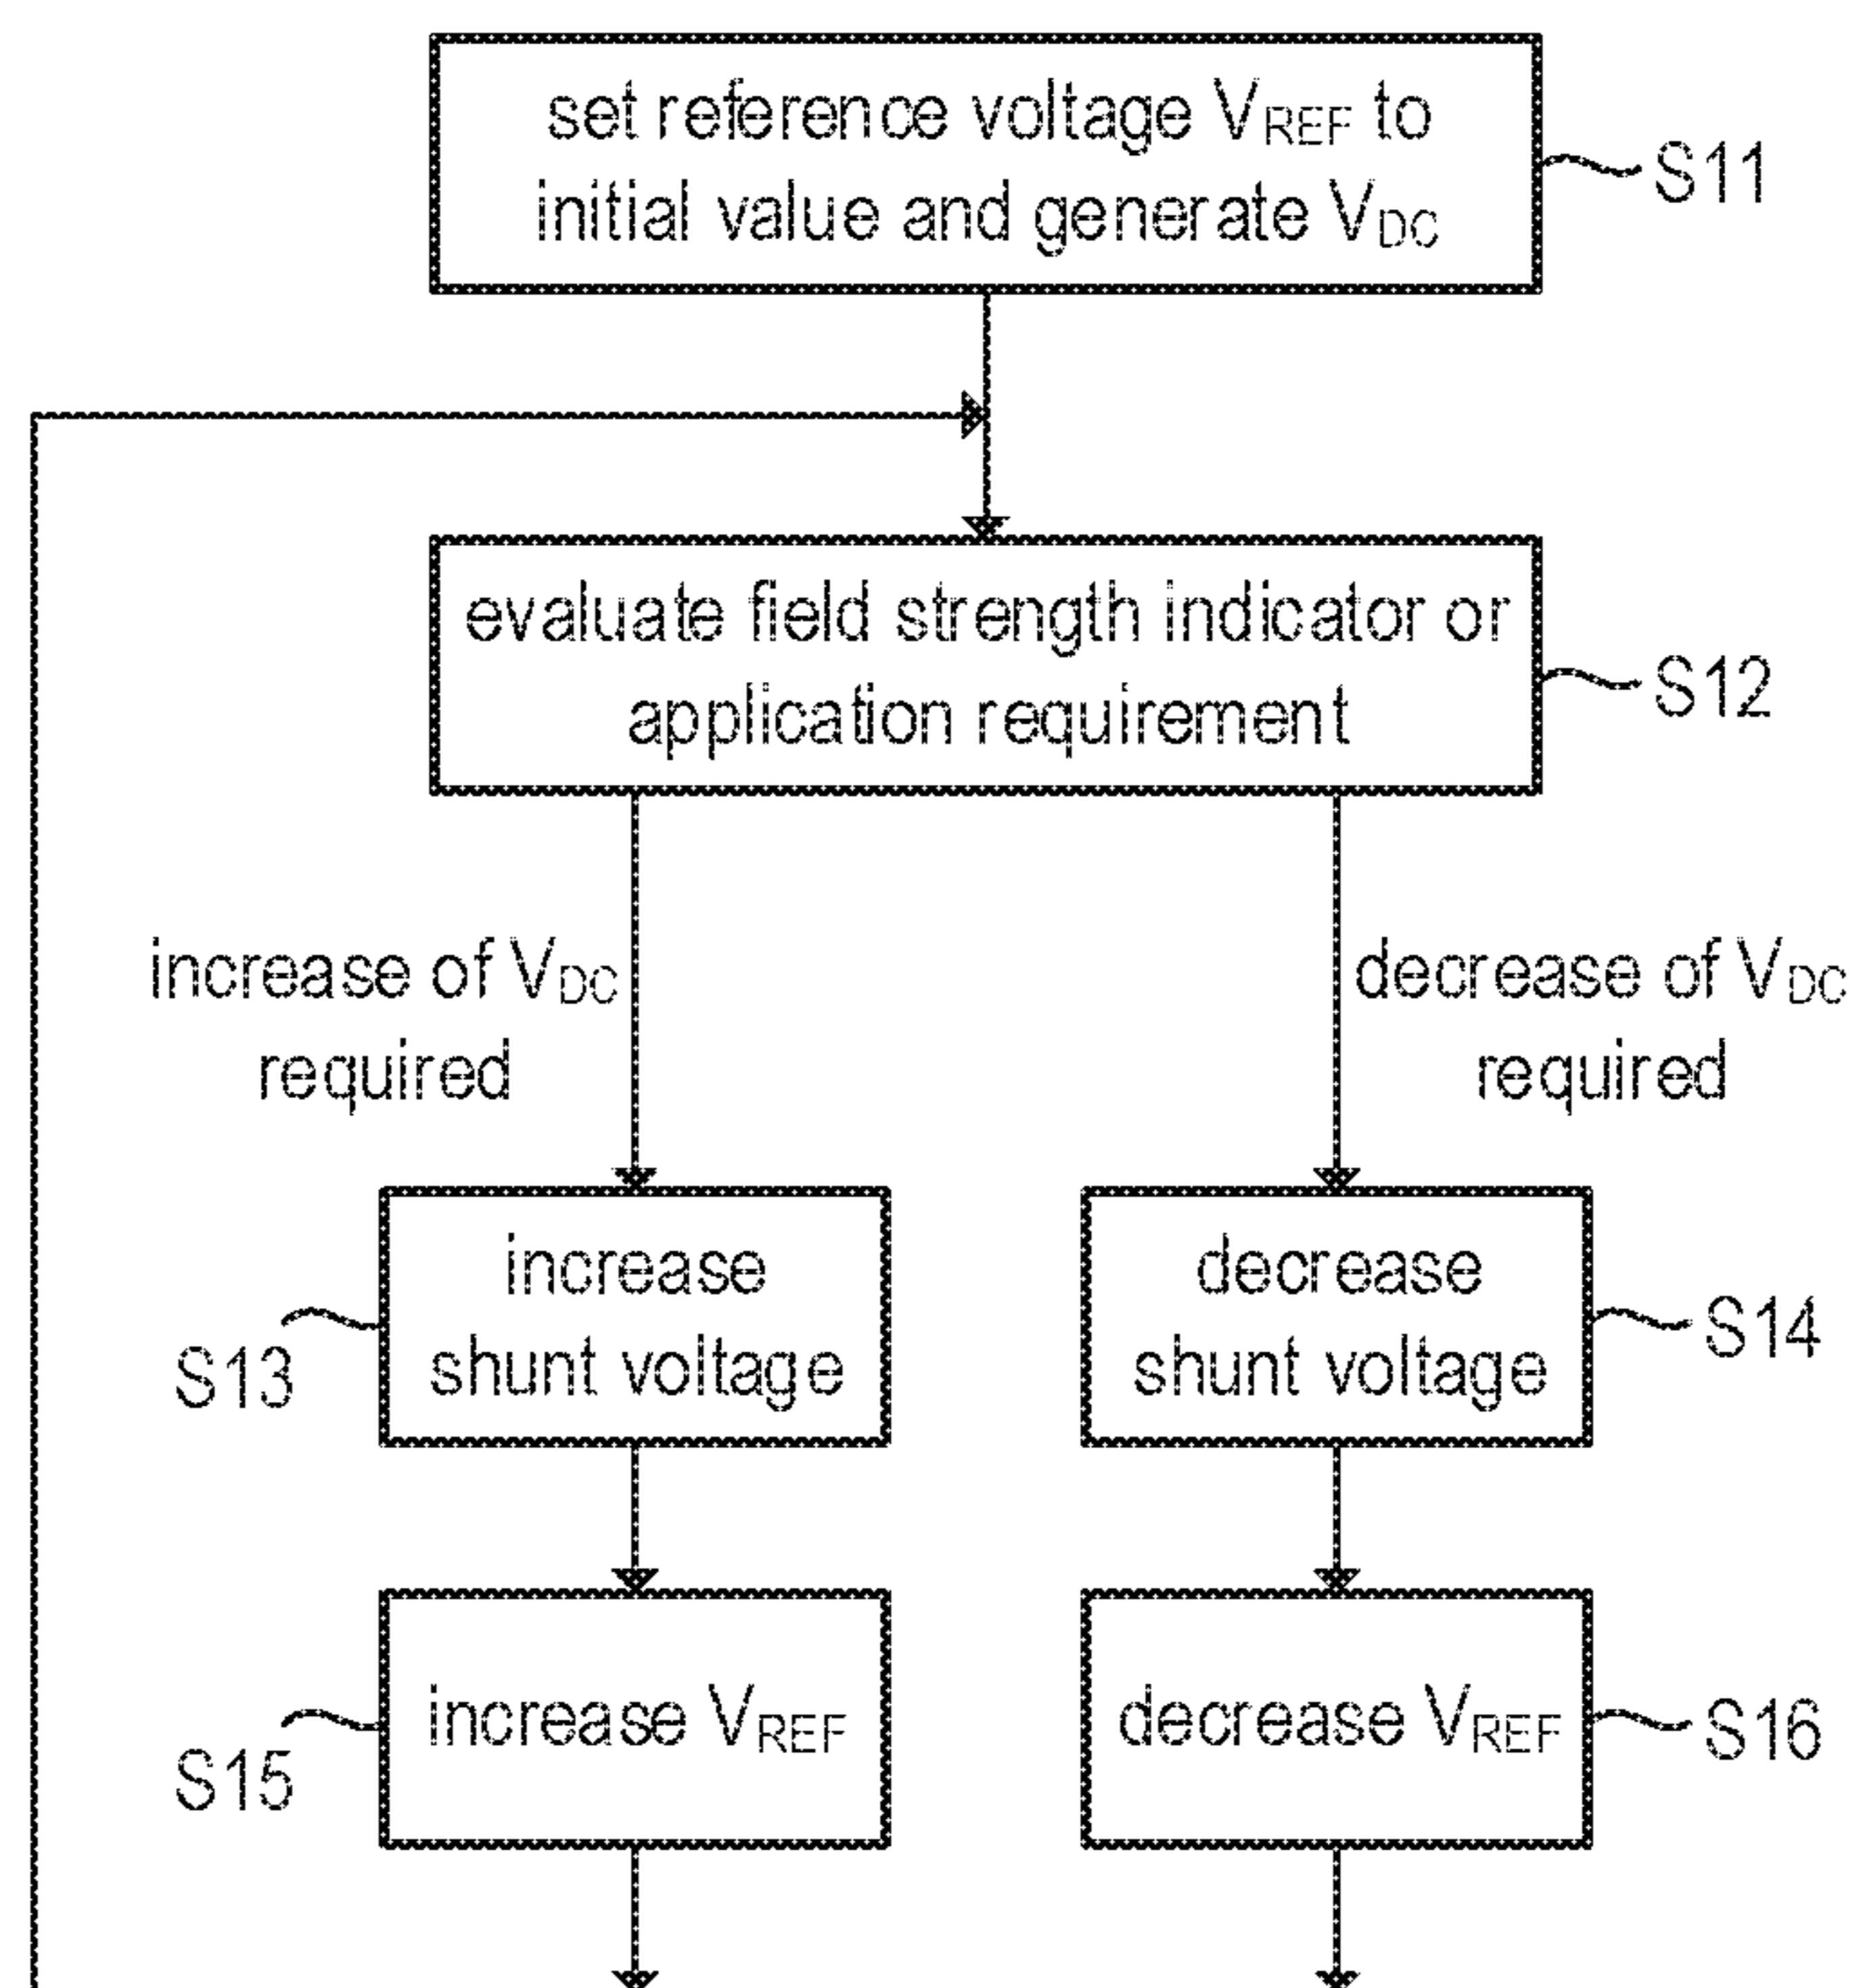 set reference voltage VREF to
initial value and generate VDC
S11
evaluate field strength indicator or
application requirement
S12
increase of VDC
required
decrease of VDC
required
increase
shunt voltage
S13
decrease
shunt voltage
S14
increase VREF
S15
decrease VREF
S16